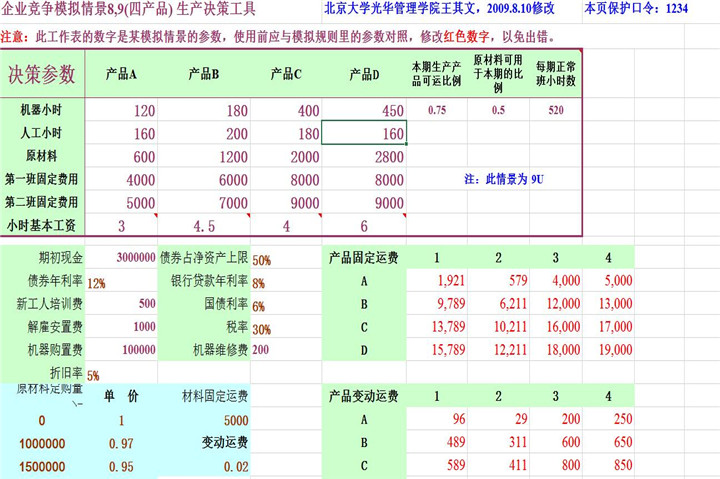 企业竞争模拟情景8,9(四产品) 生产决策工具 北京大学光华管理学院王其文，2009.8.10修改 本页保护口令：1234
注意：此工作表的数字是某模拟情景的参数，使用前应与模拟规则里的参数对照，修改红色数字，以免出错。
决策参数 产品A 产品B 产品C 产品D 本期生产产品可运比例 原材料可用于本期的比例 每期正常班小时数
机器小时 120 180 400 450 0.75 0.5 520
人工小时 160 200 180 160
原材料 600 1200 2000 2800
第一班固定费用 4000 6000 8000 8000 注：此情景为 9U
第二班固定费用 5000 7000 9000 9000
小时基本工资 3 4.5 4 6
期初现金 3000000 债券占净资产上限 50% 产品固定运费 1 2 3 4
债券年利率 12% 银行贷款年利率 8% A 1,921 579 4,000 5,000
新工人培训费 500 国债利率 6% B 9,789 6,211 12,000 13,000
解雇安置费 1000 税率 30% C 13,789 10,211 16,000 17,000
机器购置费 100000 机器维修费 200 D 15,789 12,211 18,000 19,000
折旧率 5%
原材料定购量 单 价 材料固定运费 产品变动运费 1 2 3 4
0 1 5000 A 96 29 200 250
1000000 0.97 变动运费 B 489 311 600 650
1500000 0.95 0.02 C 589 411 800 850